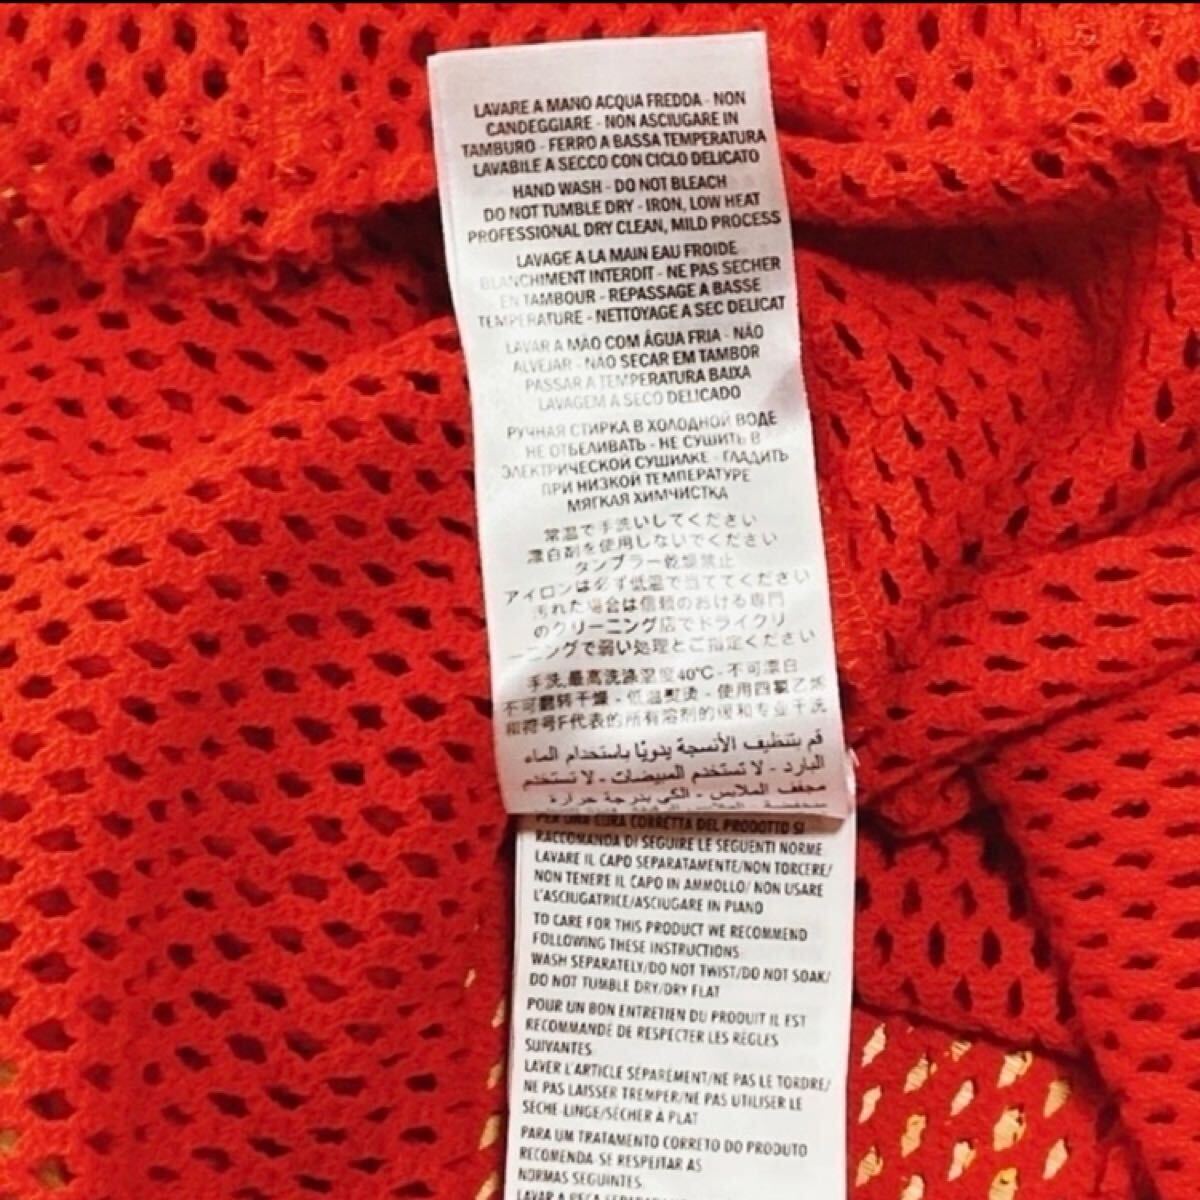 LAVARE A MANO ACQUA FREDDA - NON
CANDEGGIARE - NON ASCIUGARE IN
TAMBURO - FERRO A BASSA TEMPERATURA
LAVABILE A SECCO CON CICLO DELICATO
HAND WASH - DO NOT BLEACH
DO NOT TUMBLE DRY - IRON, LOW HEAT
PROFESSIONAL DRY CLEAN, MILD PROCESS
LAVAGE A LA MAIN EAU FROIDE
BLANCHIMENT INTERDIT - NE PAS SECHER
EN TAMBOUR - REPASSAGE A BASSE
TEMPERATURE - NETTOYAGE A SEC DELICAT
LAVAR A MÃO COM ÁGUA FRIA - NÃO
ALVEJAR - NÃO SECAR EM TAMBOR
PASSAR A TEMPERATURA BAIXA
LAVAGEM A SECO DELICADO
РУЧНАЯ СТИРКА В ХОЛОДНОЙ ВОДЕ
НЕ ОТБЕЛИВАТЬ - НЕ СУШИТЬ В
ЭЛЕКТРИЧЕСКОЙ СУШИЛКЕ - ГЛАДИТЬ
ПРИ НИЗКОЙ ТЕМПЕРАТУРЕ
МЯГКАЯ ХИМЧИСТКА
常温で手洗いしてください
漂白剤を使用しないでください
タンブラー乾燥禁止
アイロンは必ず低温で当ててください
汚れた場合は信頼のおける専門
のクリーニング店でドライクリ
ーニングで弱い処理とご指定ください
手洗,最高洗涤温度40°C - 不可漂白
不可翻转干燥 - 低温熨烫 - 使用四氯乙烯
和符号F代表的所有溶剂的缓和专业干洗
قم بتنظيف الأنسجة يدويًا باستخدام الماء
البارد - لا تستخدم المبيضات - لا تستخدم
مجفف الملابس - الكي بدرجة حرارة
PER UNA CURA CORRETTA DEL PRODOTTO SI
RACCOMANDA DI SEGUIRE LE SEGUENTI NORME
LAVARE IL CAPO SEPARATAMENTE/NON TORCERE/
NON TENERE IL CAPO IN AMMOLLO/ NON USARE
L'ASCIUGATRICE/ASCIUGARE IN PIANO
TO CARE FOR THIS PRODUCT WE RECOMMEND
FOLLOWING THESE INSTRUCTIONS
WASH SEPARATELY/DO NOT TWIST/DO NOT SOAK/
DO NOT TUMBLE DRY/DRY FLAT
POUR UN BON ENTRETIEN DU PRODUIT IL EST
RECOMMANDÉ DE RESPECTER LES RÈGLES
SUIVANTES
LAVER L'ARTICLE SÉPARÉMENT/NE PAS LE TORDRE/
NE PAS LAISSER TREMPER/NE PAS UTILISER LE
SÈCHE-LINGE/SÉCHER À PLAT
PARA UM TRATAMENTO CORRETO DO PRODUTO
RECOMENDA-SE RESPEITAR AS
NORMAS SEGUINTES
LAVAR A PEÇA